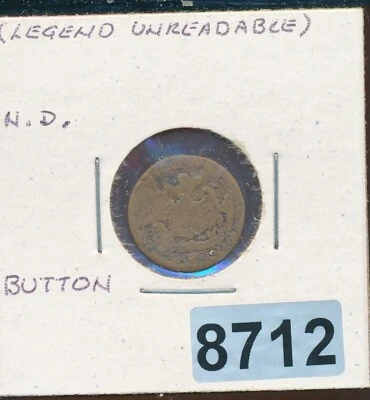 (LEGEND UNREADABLE)
N.D.
BUTTON
8712